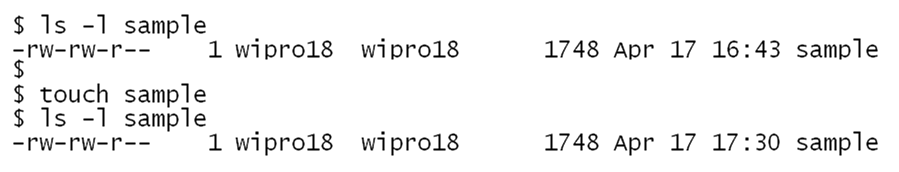 $ ls -l sample
-rw-rw-r--    1 wipro18  wipro18      1748 Apr 17 16:43 sample
$
$ touch sample
$ ls -l sample
-rw-rw-r--    1 wipro18  wipro18      1748 Apr 17 17:30 sample